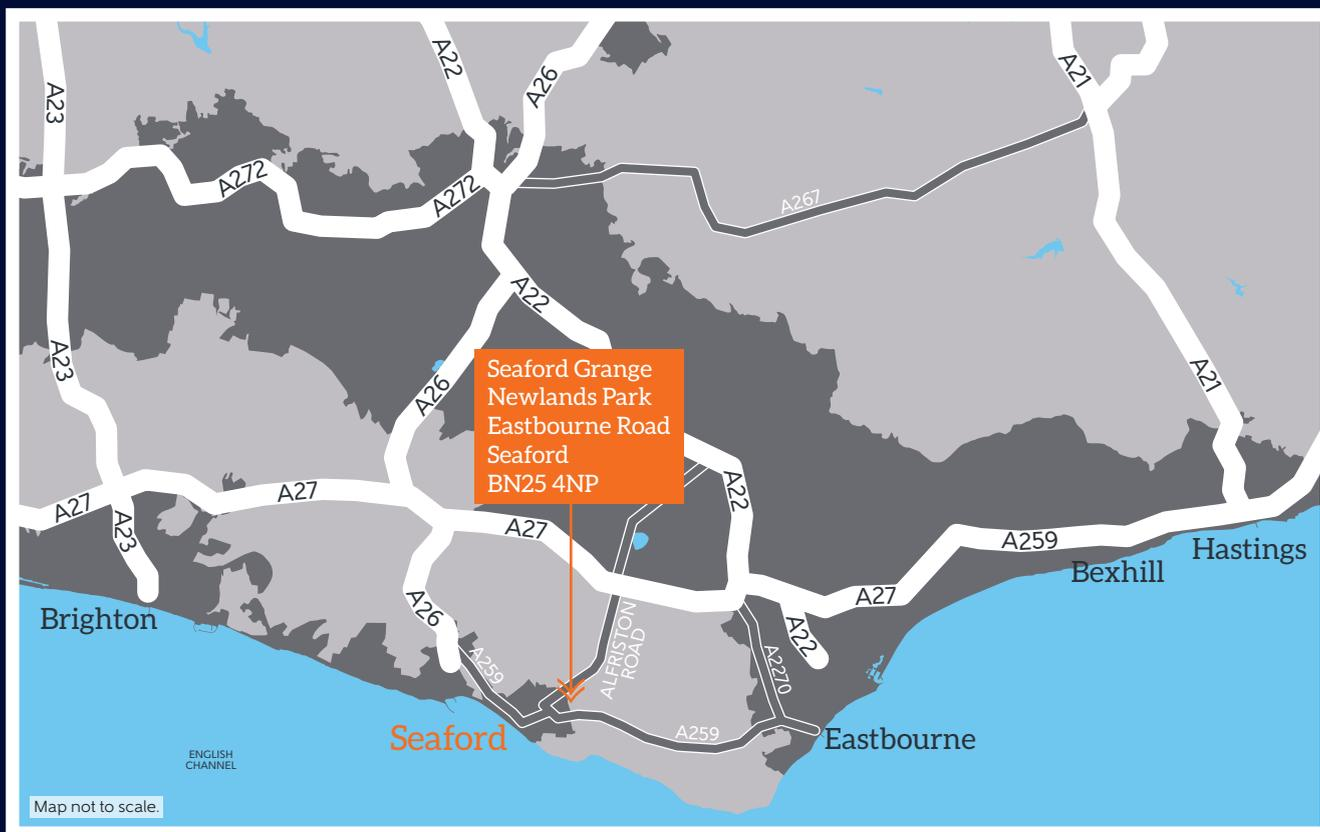 A23
A22
A26
A21
A272
A272
A267
A22
A23
A26
A21
Seaford Grange
Newlands Park
Eastbourne Road
Seaford
BN25 4NP
A27
A23
A27
A27
A22
A259
Hastings
Bexhill
A27
Brighton
A26
A259
ALFRISTON
ROAD
A22
A2270
Seaford
A259
Eastbourne
ENGLISH
CHANNEL
Map not to scale.